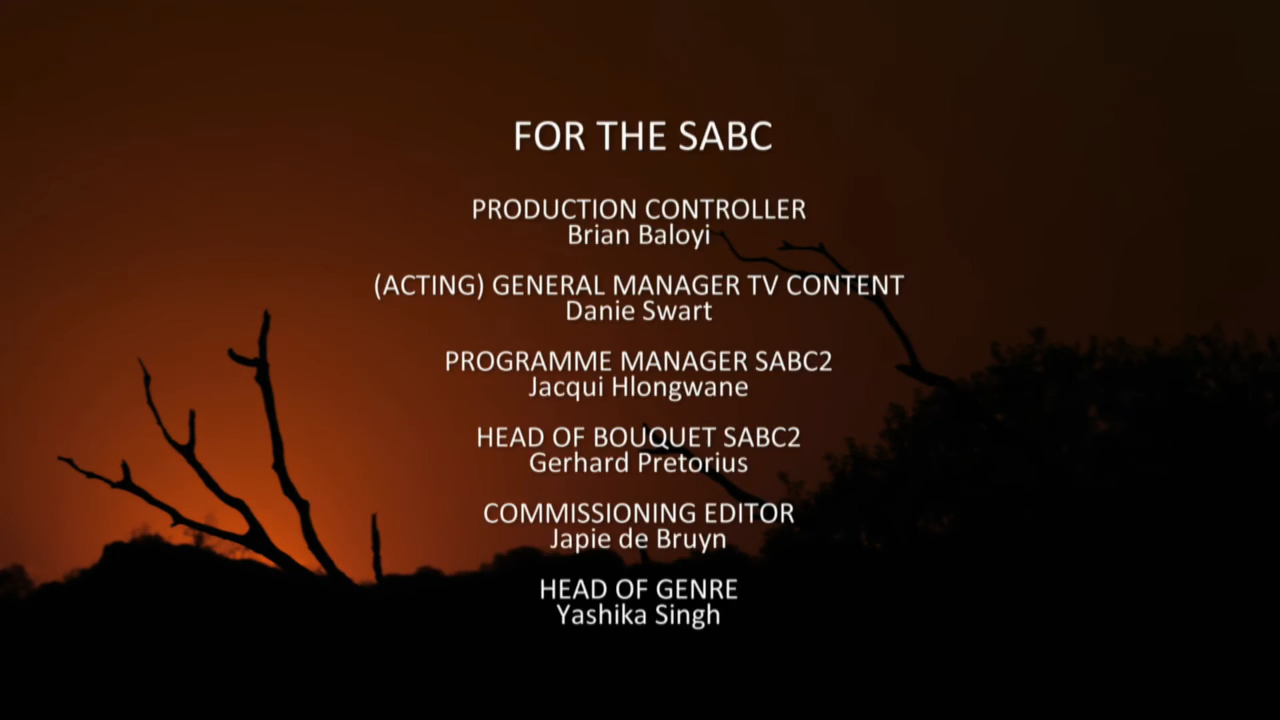 FOR THE SABC
PRODUCTION CONTROLLER
Brian Baloyi
(ACTING) GENERAL MANAGER TV CONTENT
Danie Swart
PROGRAMME MANAGER SABC2
Jacqui Hlongwane
HEAD OF BOUQUET SABC2
Gerhard Pretorius
COMMISSIONING EDITOR
Japie de Bruyn
HEAD OF GENRE
Yashika Singh